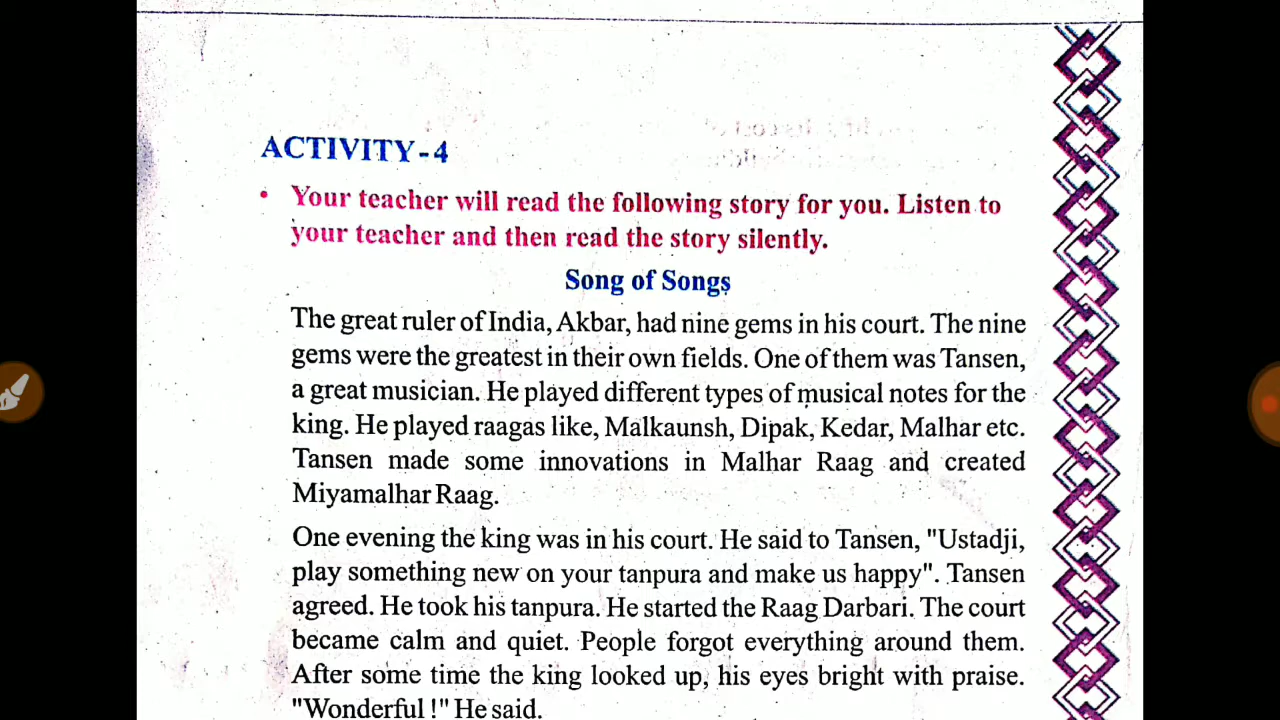 ACTIVITY-4
• Your teacher will read the following story for you. Listen to
your teacher and then read the story silently.
Song of Songs
The great ruler of India, Akbar, had nine gems in his court. The nine
gems were the greatest in their own fields. One of them was Tansen,
a great musician. He played different types of musical notes for the
king. He played raagas like, Malkaunsh, Dipak, Kedar, Malhar etc.
Tansen made some innovations in Malhar Raag and created
Miyamalhar Raag.
One evening the king was in his court. He said to Tansen, "Ustadji,
play something new on your tanpura and make us happy". Tansen
agreed. He took his tanpura. He started the Raag Darbari. The court
became calm and quiet. People forgot everything around them.
After some time the king looked up, his eyes bright with praise.
"Wonderful !" He said.